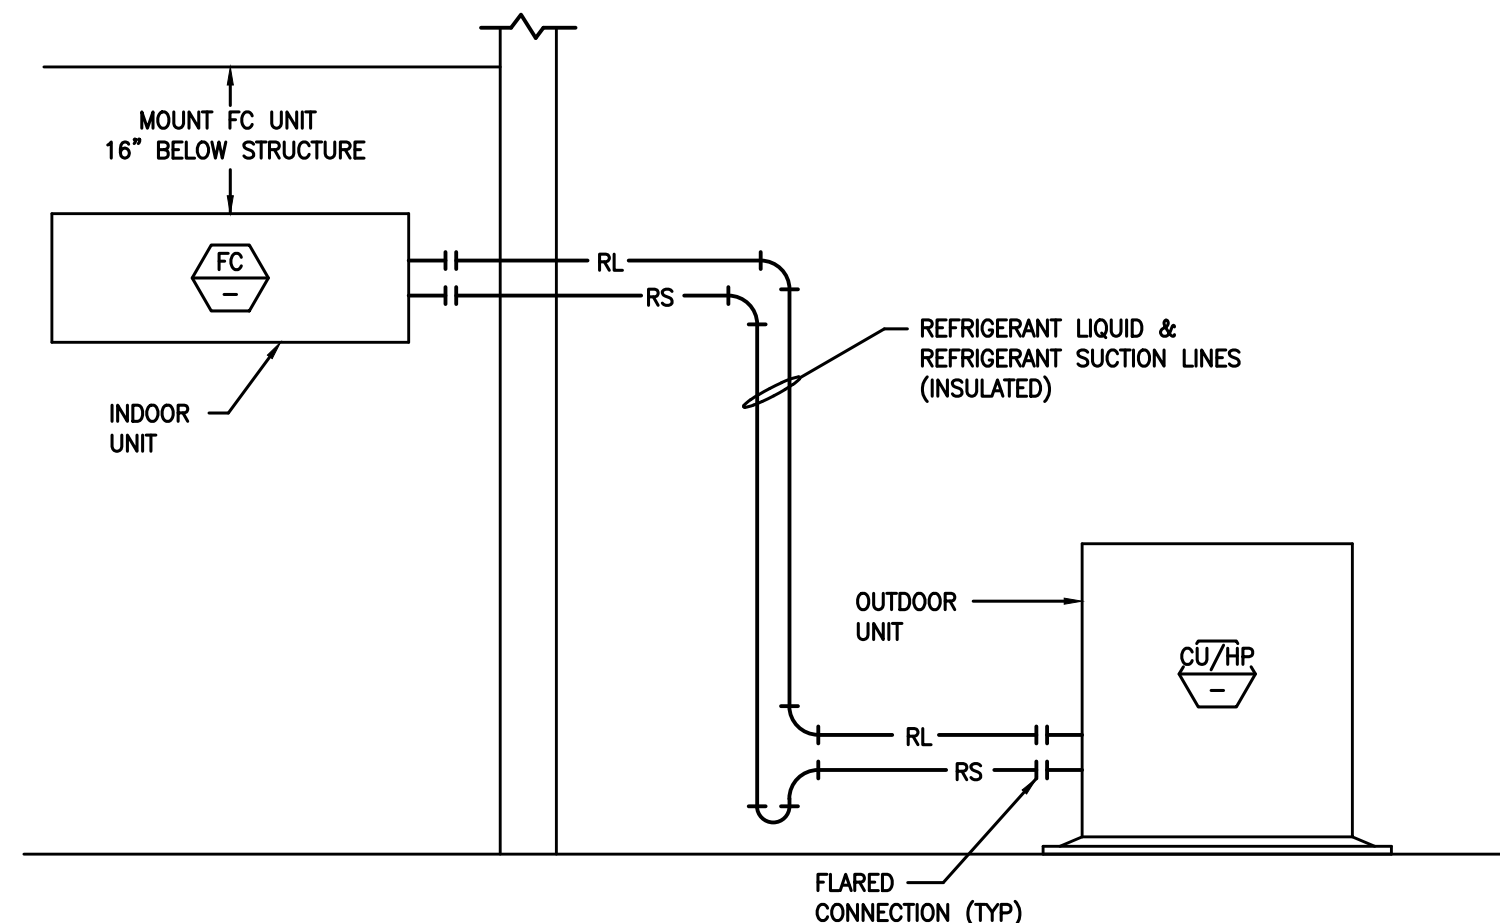 MOUNT FC UNIT
16" BELOW STRUCTURE
FC
-
RL
RS
REFRIGERANT LIQUID &
REFRIGERANT SUCTION LINES
(INSULATED)
INDOOR
UNIT
OUTDOOR
UNIT
CU/HP
-
RL
RS
FLARED
CONNECTION (TYP)